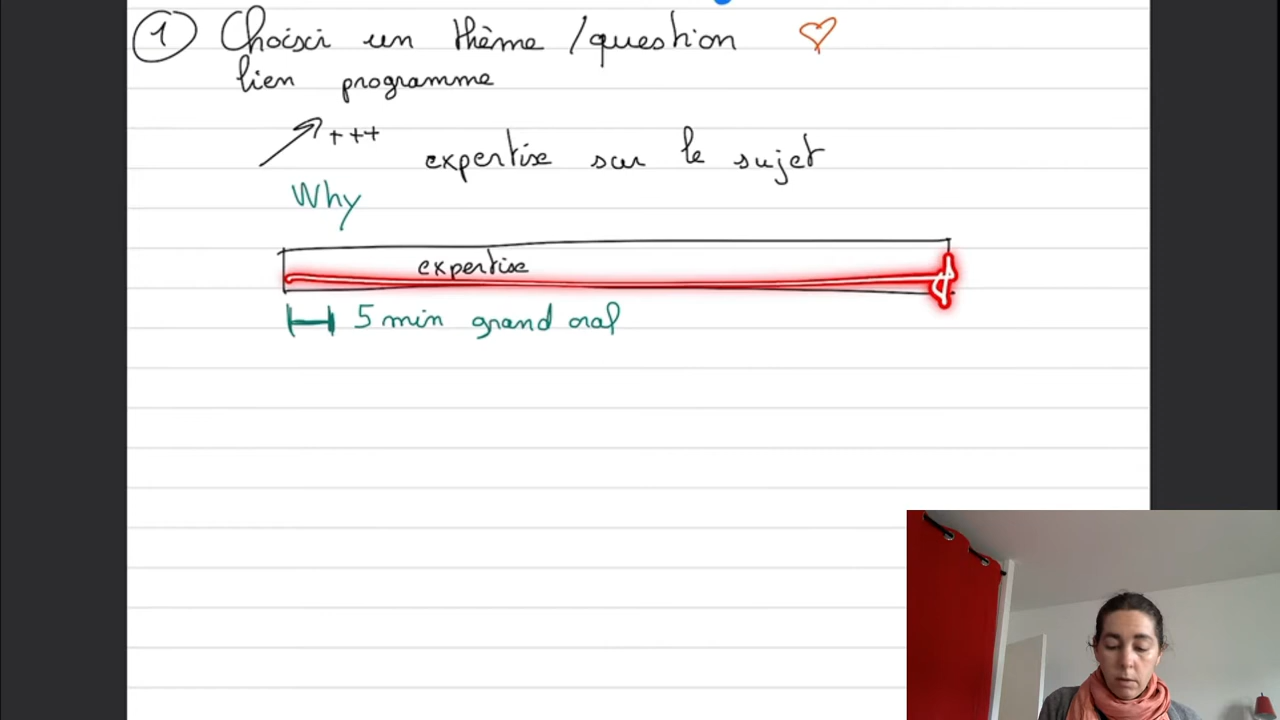 1 Choisir un thème / question
lien programme
+++ expertise sur le sujet
Why
expertise
5 min grand oral